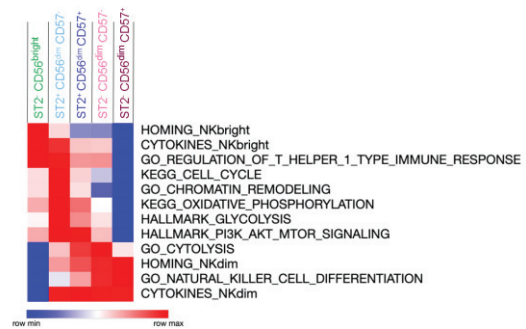 ST2⁻ CD56ᵇʳⁱᵍʰᵗ
ST2⁺ CD56ᵈⁱᵐ CD57⁻
ST2⁺ CD56ᵈⁱᵐ CD57⁺
ST2⁻ CD56ᵈⁱᵐ CD57⁻
ST2⁻ CD56ᵈⁱᵐ CD57⁺
HOMING_NKbright
CYTOKINES_NKbright
GO_REGULATION_OF_T_HELPER_1_TYPE_IMMUNE_RESPONSE
KEGG_CELL_CYCLE
GO_CHROMATIN_REMODELING
KEGG_OXIDATIVE_PHOSPHORYLATION
HALLMARK_GLYCOLYSIS
HALLMARK_PI3K_AKT_MTOR_SIGNALING
GO_CYTOLYSIS
HOMING_NKdim
GO_NATURAL_KILLER_CELL_DIFFERENTIATION
CYTOKINES_NKdim
row min row max